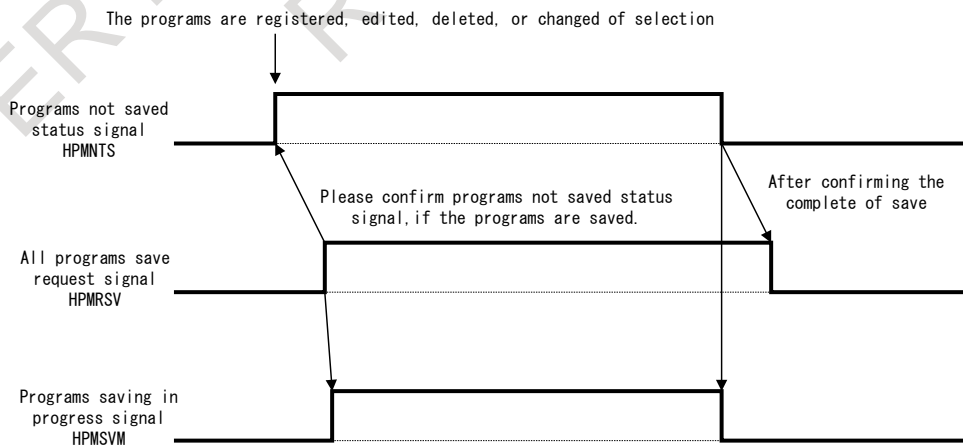 The programs are registered, edited, deleted, or changed of selection
Programs not saved
status signal
HPMNTS
Please confirm programs not saved status
signal, if the programs are saved.
After confirming the
complete of save
All programs save
request signal
HPMRSV
Programs saving in
progress signal
HPMSVM